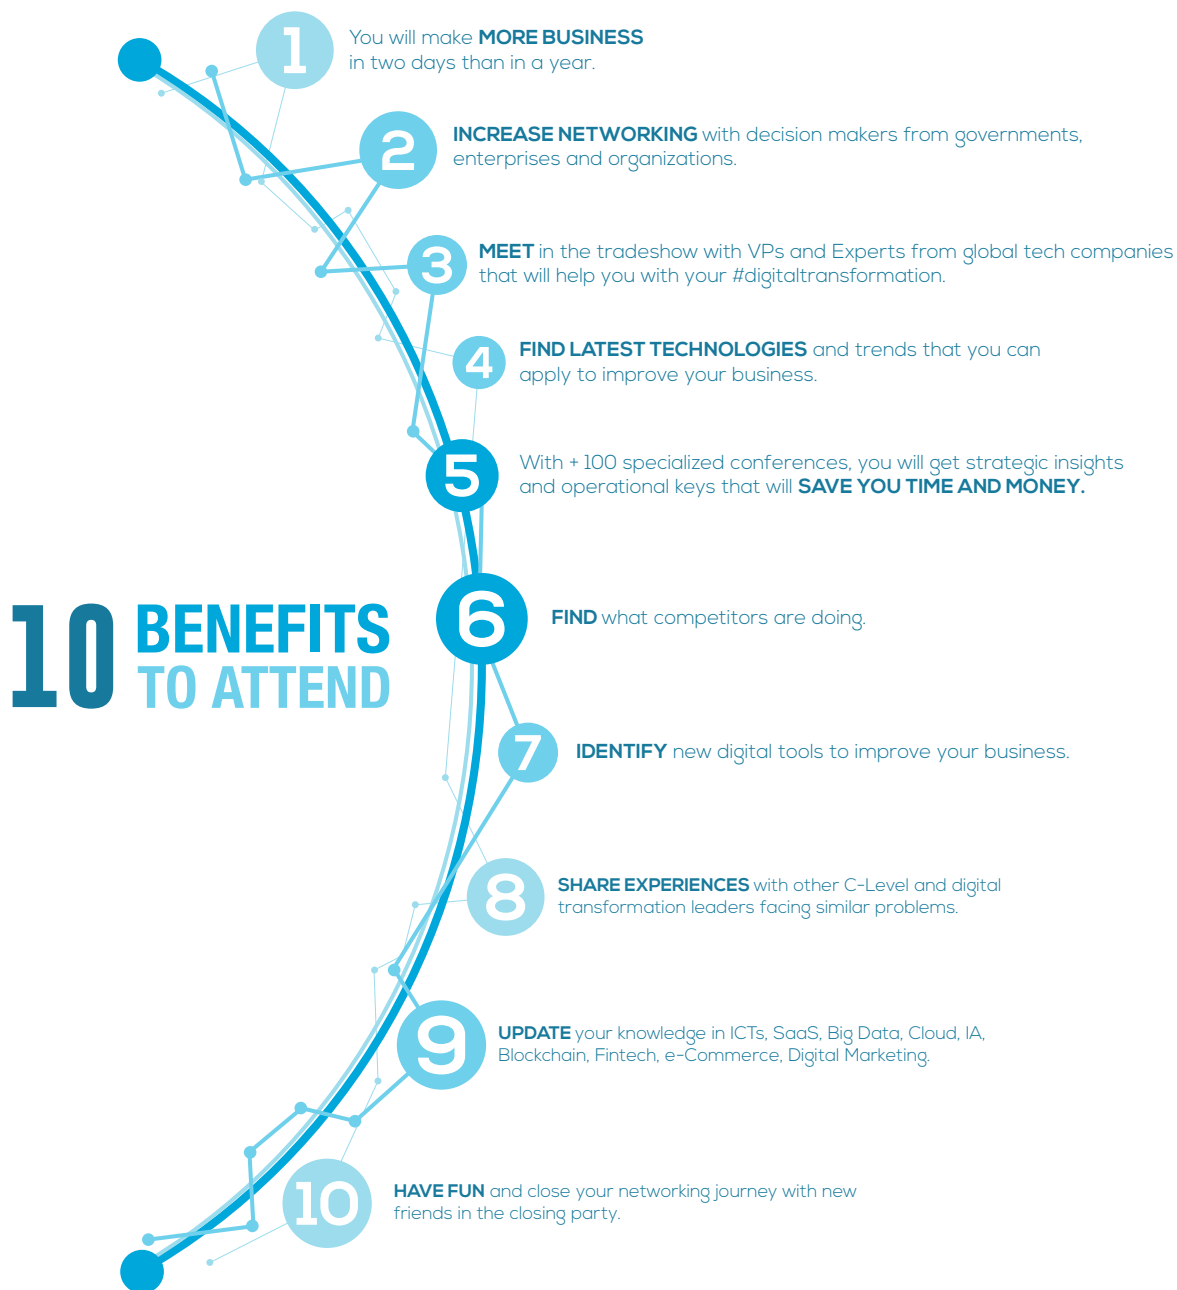 1
You will make MORE BUSINESS
in two days than in a year.
2
INCREASE NETWORKING with decision makers from governments,
enterprises and organizations.
3
MEET in the tradeshow with VPs and Experts from global tech companies
that will help you with your #digitaltransformation.
4
FIND LATEST TECHNOLOGIES and trends that you can
apply to improve your business.
5
With + 100 specialized conferences, you will get strategic insights
and operational keys that will SAVE YOU TIME AND MONEY.
10 BENEFITS
TO ATTEND
6
FIND what competitors are doing.
7
IDENTIFY new digital tools to improve your business.
8
SHARE EXPERIENCES with other C-Level and digital
transformation leaders facing similar problems.
9
UPDATE your knowledge in ICTs, SaaS, Big Data, Cloud, IA,
Blockchain, Fintech, e-Commerce, Digital Marketing.
10
HAVE FUN and close your networking journey with new
friends in the closing party.